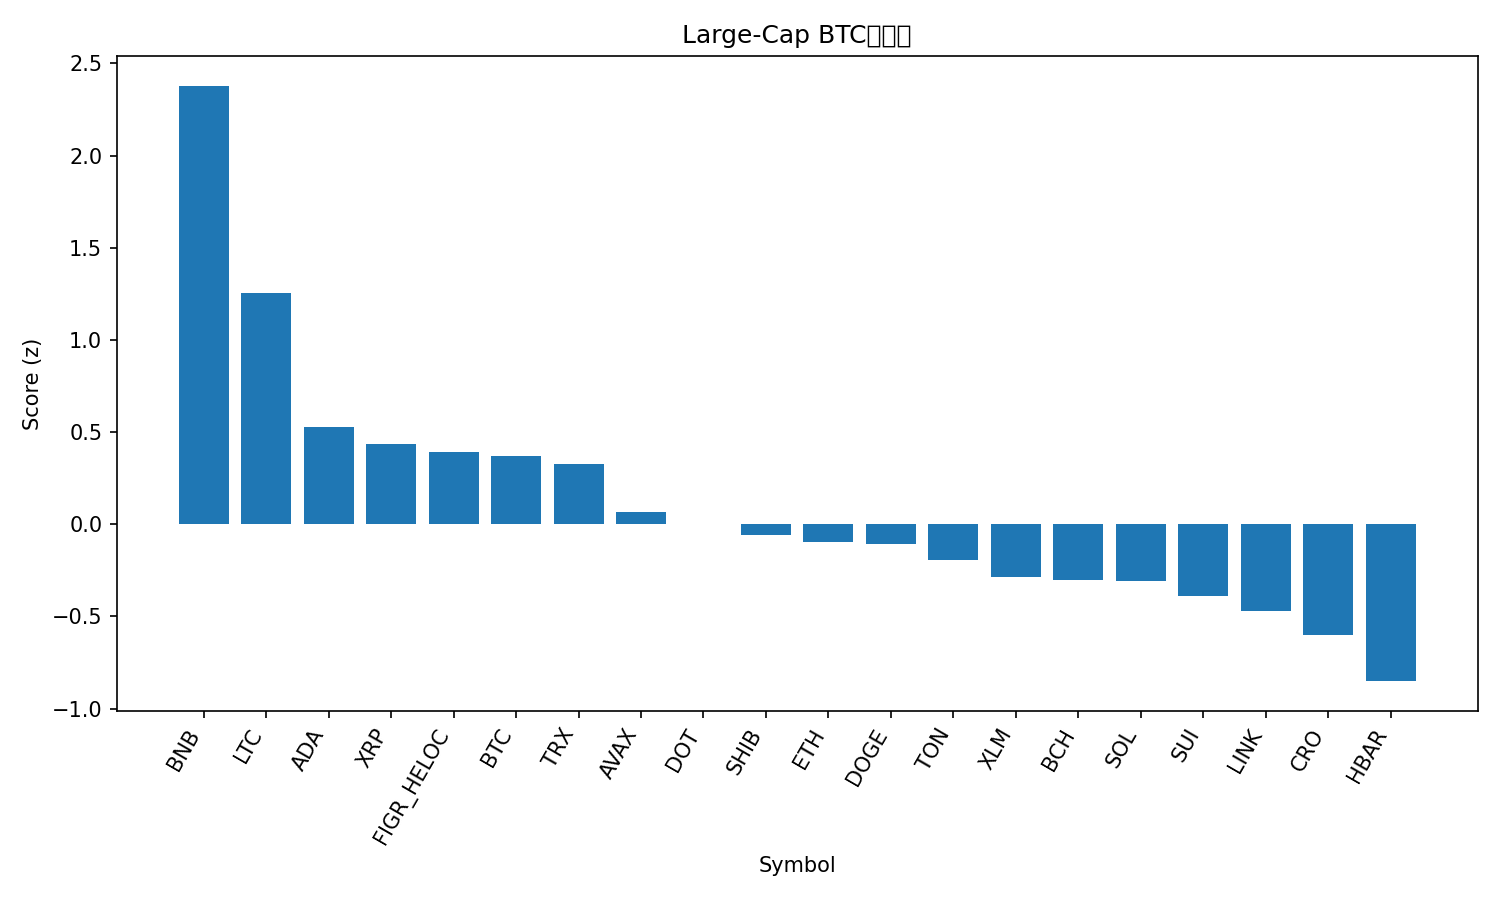 Large-Cap BTC
Score (z)
2.5
2.0
1.5
1.0
0.5
0.0
−0.5
−1.0
BNB
LTC
ADA
XRP
FIGR_HELOC
BTC
TRX
AVAX
DOT
SHIB
ETH
DOGE
TON
XLM
BCH
SOL
SUI
LINK
CRO
HBAR
Symbol